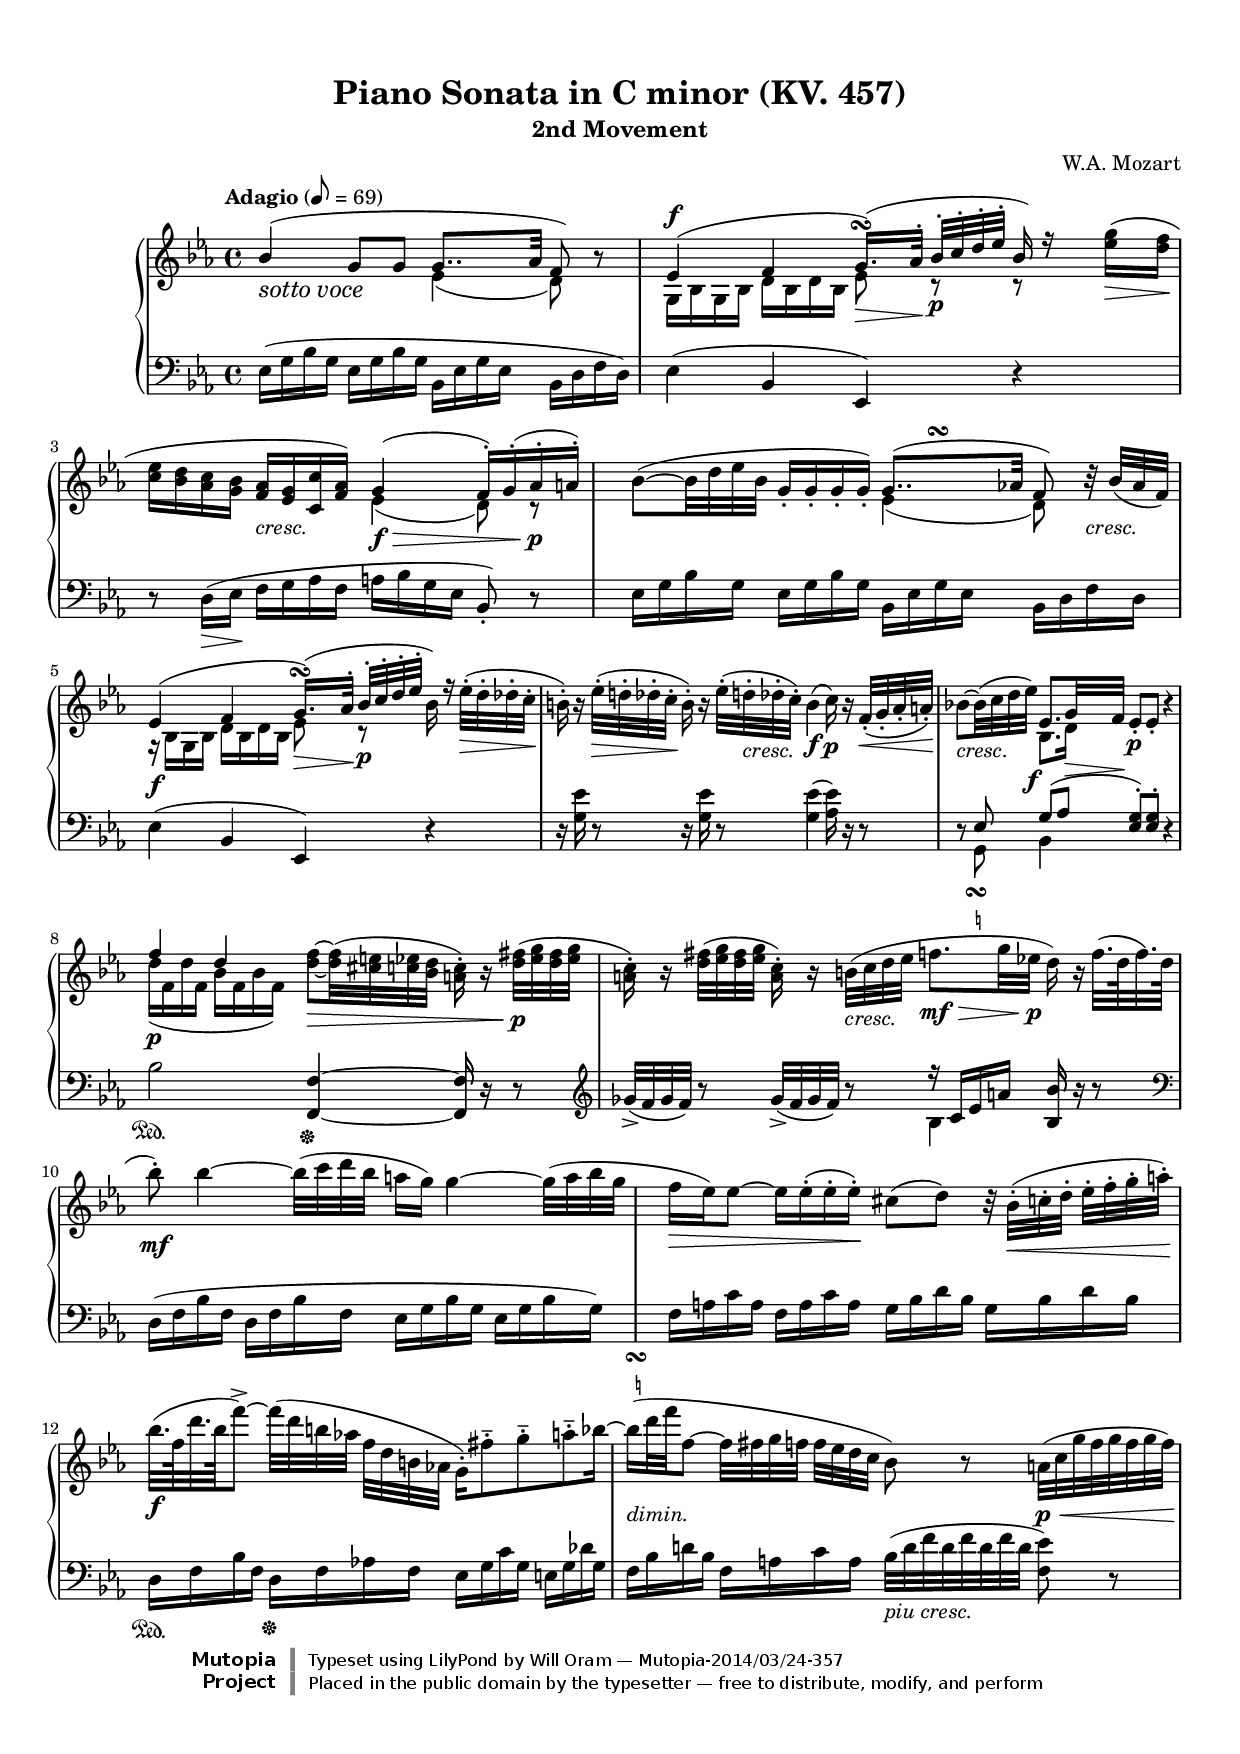 Piano Sonata in C minor (KV. 457)
2nd Movement
W.A. Mozart
Adagio (♪ = 69)
f
sotto voce
p
3
cresc.
f
p
cresc.
5
f
p
cresc.
f p
cresc.
f
p
8
p
p
cresc.
mf
p
Ped.
10
mf
12
f
dimin.
p
piu cresc.
Ped.
Mutopia Typeset using LilyPond by Will Oram — Mutopia-2014/03/24-357
Project Placed in the public domain by the typesetter — free to distribute, modify, and perform